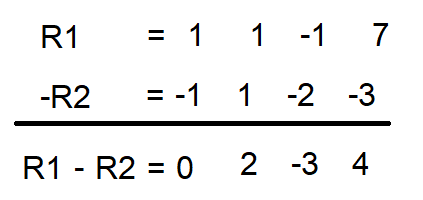 R1 = 1 1 -1 7
-R2 = -1 1 -2 -3
R1 - R2 = 0 2 -3 4